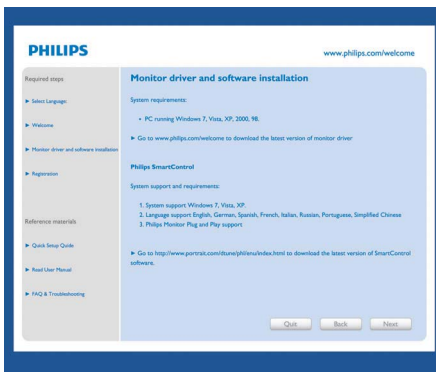 PHILIPS
www.philips.com/welcome
Required steps
Select Language:
Welcome
Monitor driver and software installation
Registration
Reference materials
Quick Setup Guide
Read User Manual
FAQ & Troubleshooting
Monitor driver and software installation
System requirements:
• PC running Windows 7, Vista, XP, 2000, 98.
Go to www.philips.com/welcome to download the latest version of monitor driver
Philips SmartControl
System support and requirements:
1. System support Windows 7, Vista, XP.
2. Language support English, German, Spanish, French, Italian, Russian, Portuguese, Simplified Chinese
3. Philips Monitor Plug and Play support
Go to http://www.portrait.com/dtune/phl/enu/index.html to download the latest version of SmartControl
software.
Quit
Back
Next